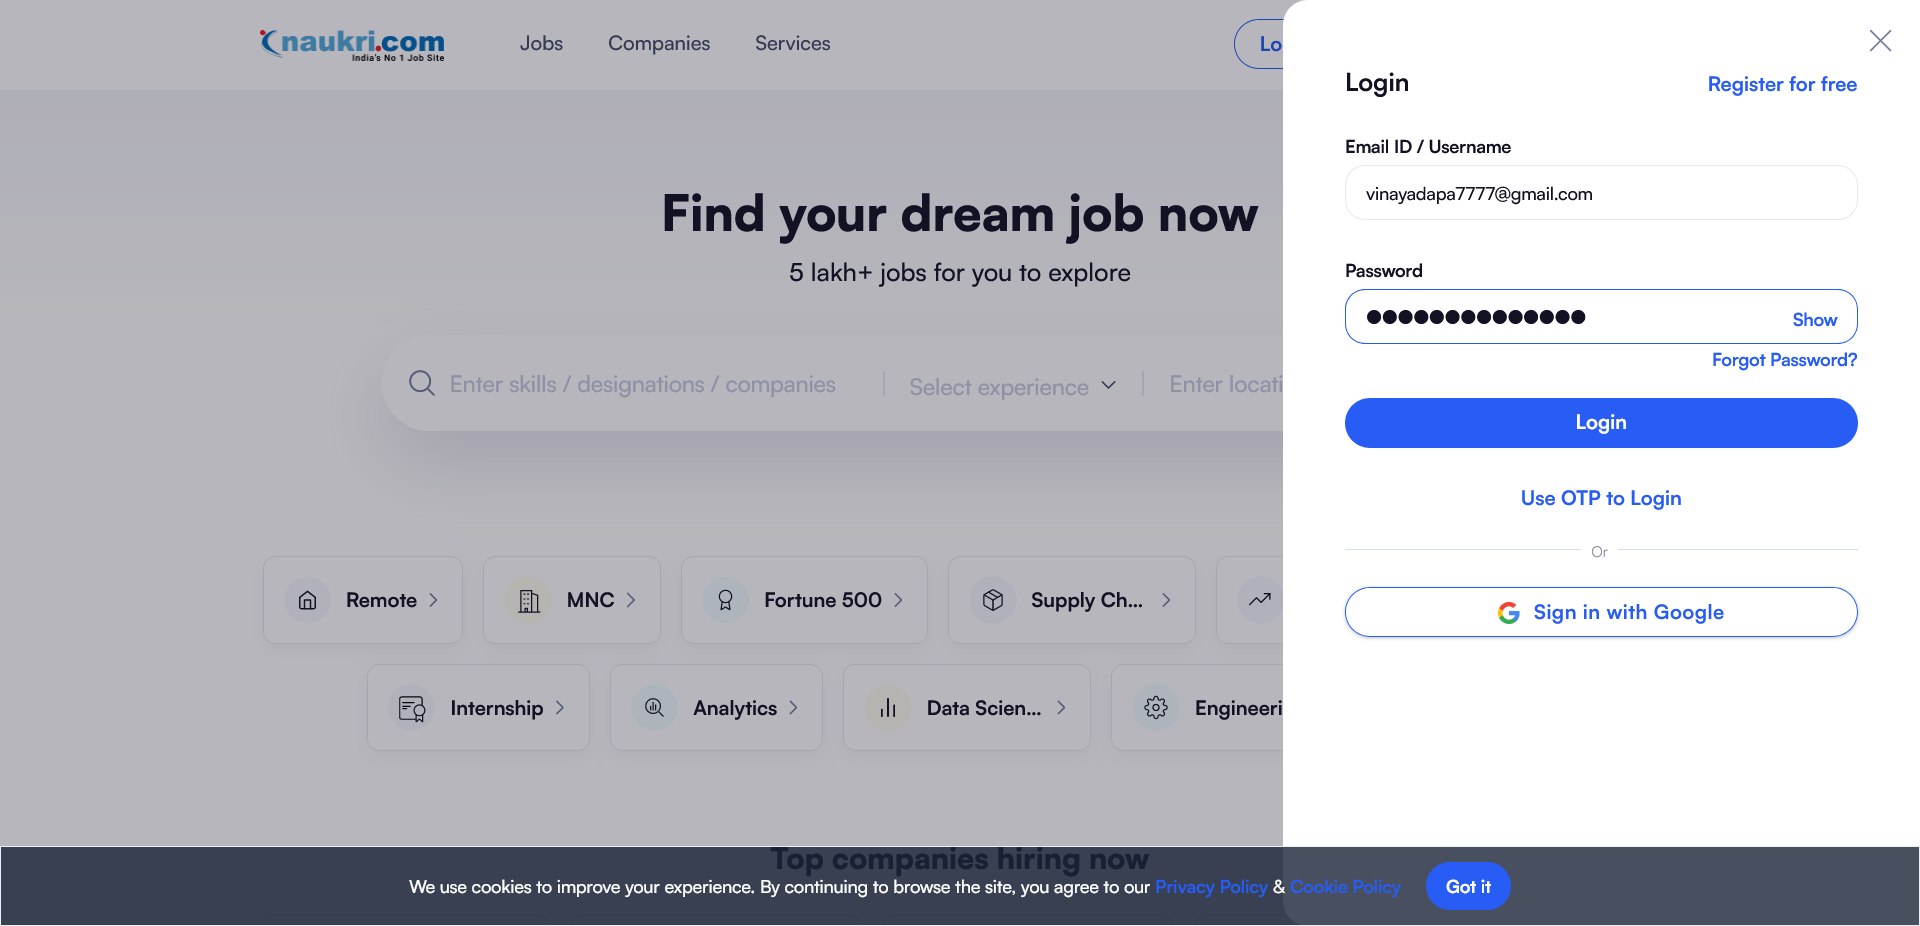 naukri.com
India's No 1 Job Site
Jobs
Companies
Services
Lo
Find your dream job now
5 lakh+ jobs for you to explore
Enter skills / designations / companies
Select experience
Enter locati
Remote
MNC
Fortune 500
Supply Ch...
Internship
Analytics
Data Scien...
Engineeri
Top companies hiring now
Login
Register for free
Email ID / Username
vinayadapa7777@gmail.com
Password
Show
Forgot Password?
Login
Use OTP to Login
Or
Sign in with Google
We use cookies to improve your experience. By continuing to browse the site, you agree to our Privacy Policy & Cookie Policy
Got it